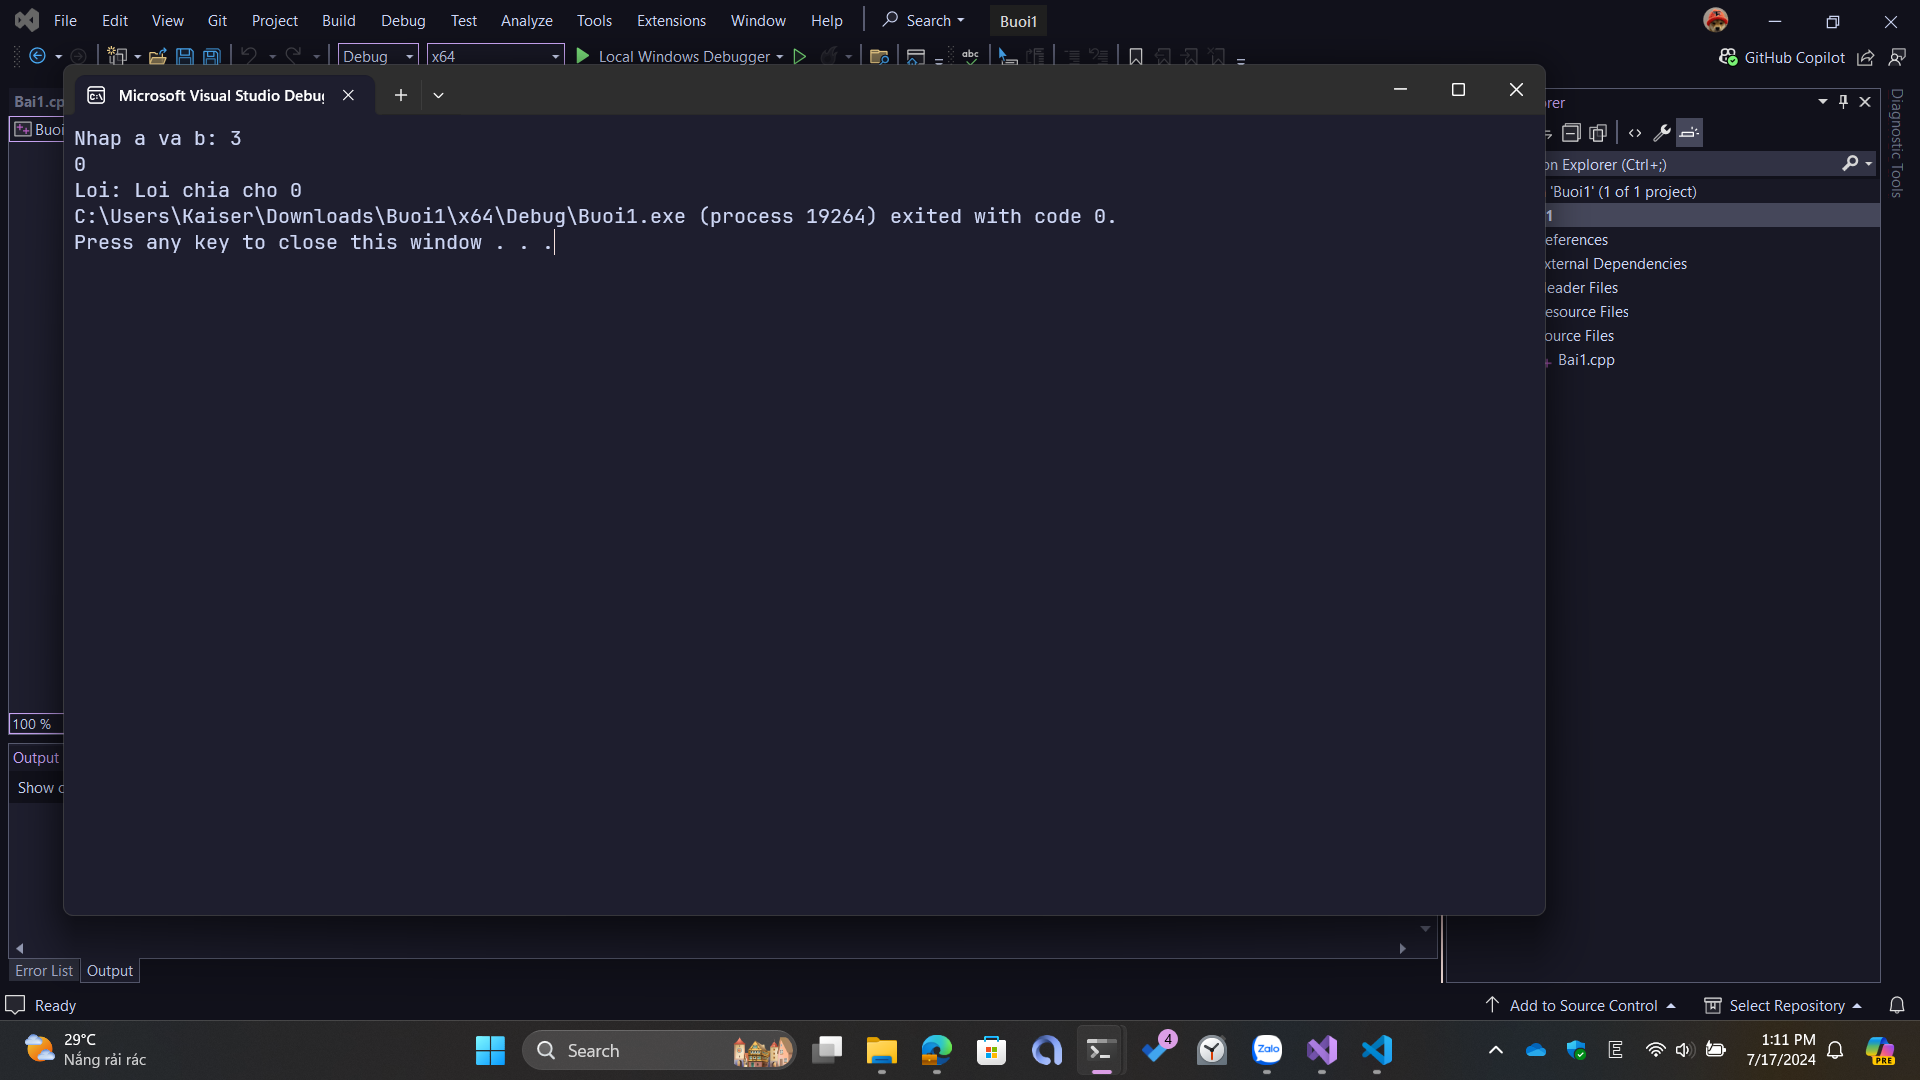 File Edit View Git Project Build Debug Test Analyze Tools Extensions Window Help Search Buoi1
Debug x64 Local Windows Debugger abc GitHub Copilot
Bai1.cp
Microsoft Visual Studio Debu
Diagnostic Tools
Buoi
Nhap a va b: 3
0
Loi: Loi chia cho 0
C:\Users\Kaiser\Downloads\Buoi1\x64\Debug\Buoi1.exe (process 19264) exited with code 0.
Press any key to close this window . . .
rer
on Explorer (Ctrl+;)
'Buoi1' (1 of 1 project)
1
eferences
xternal Dependencies
eader Files
esource Files
ource Files
Bai1.cpp
100 %
Output
Show o
Error List Output
Ready Add to Source Control Select Repository
29°C
Nắng rải rác
Search
4
Zalo
E
1:11 PM
7/17/2024
PRE